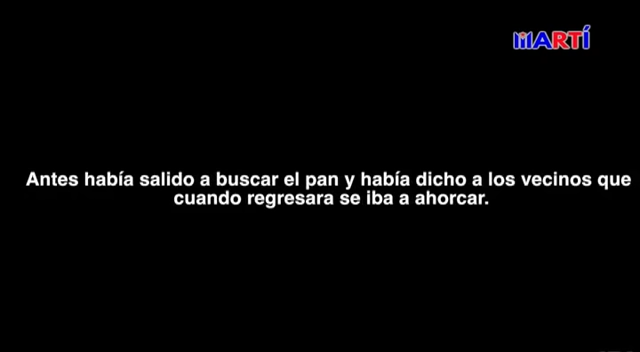 MARTÍ
Antes había salido a buscar el pan y había dicho a los vecinos que
cuando regresara se iba a ahorcar.